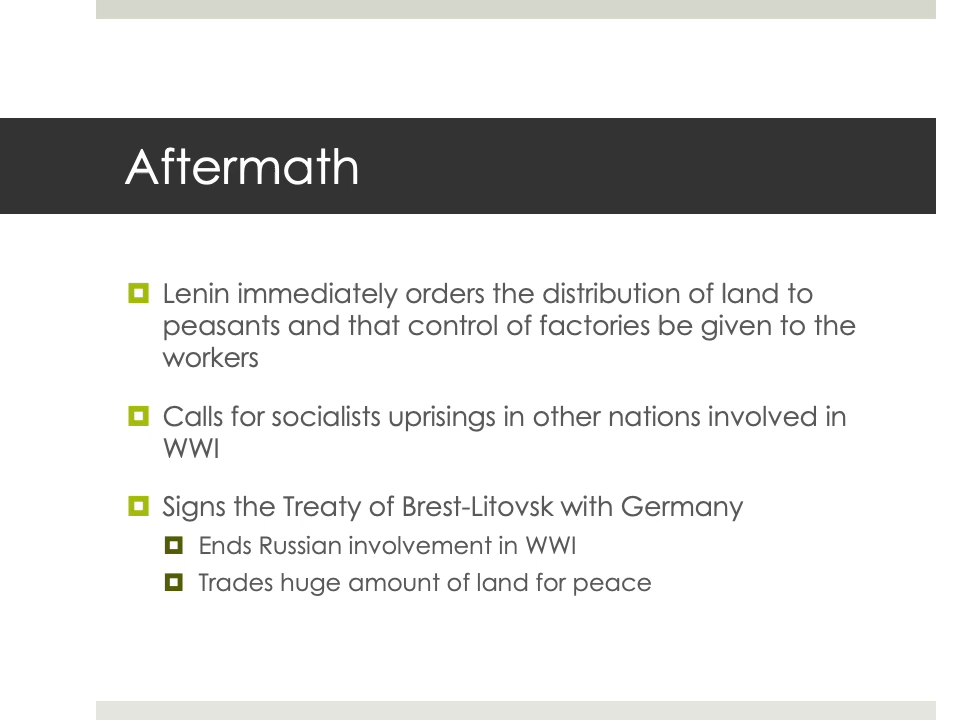 Aftermath
Lenin immediately orders the distribution of land to
peasants and that control of factories be given to the
workers
Calls for socialists uprisings in other nations involved in
WWI
Signs the Treaty of Brest-Litovsk with Germany
Ends Russian involvement in WWI
Trades huge amount of land for peace